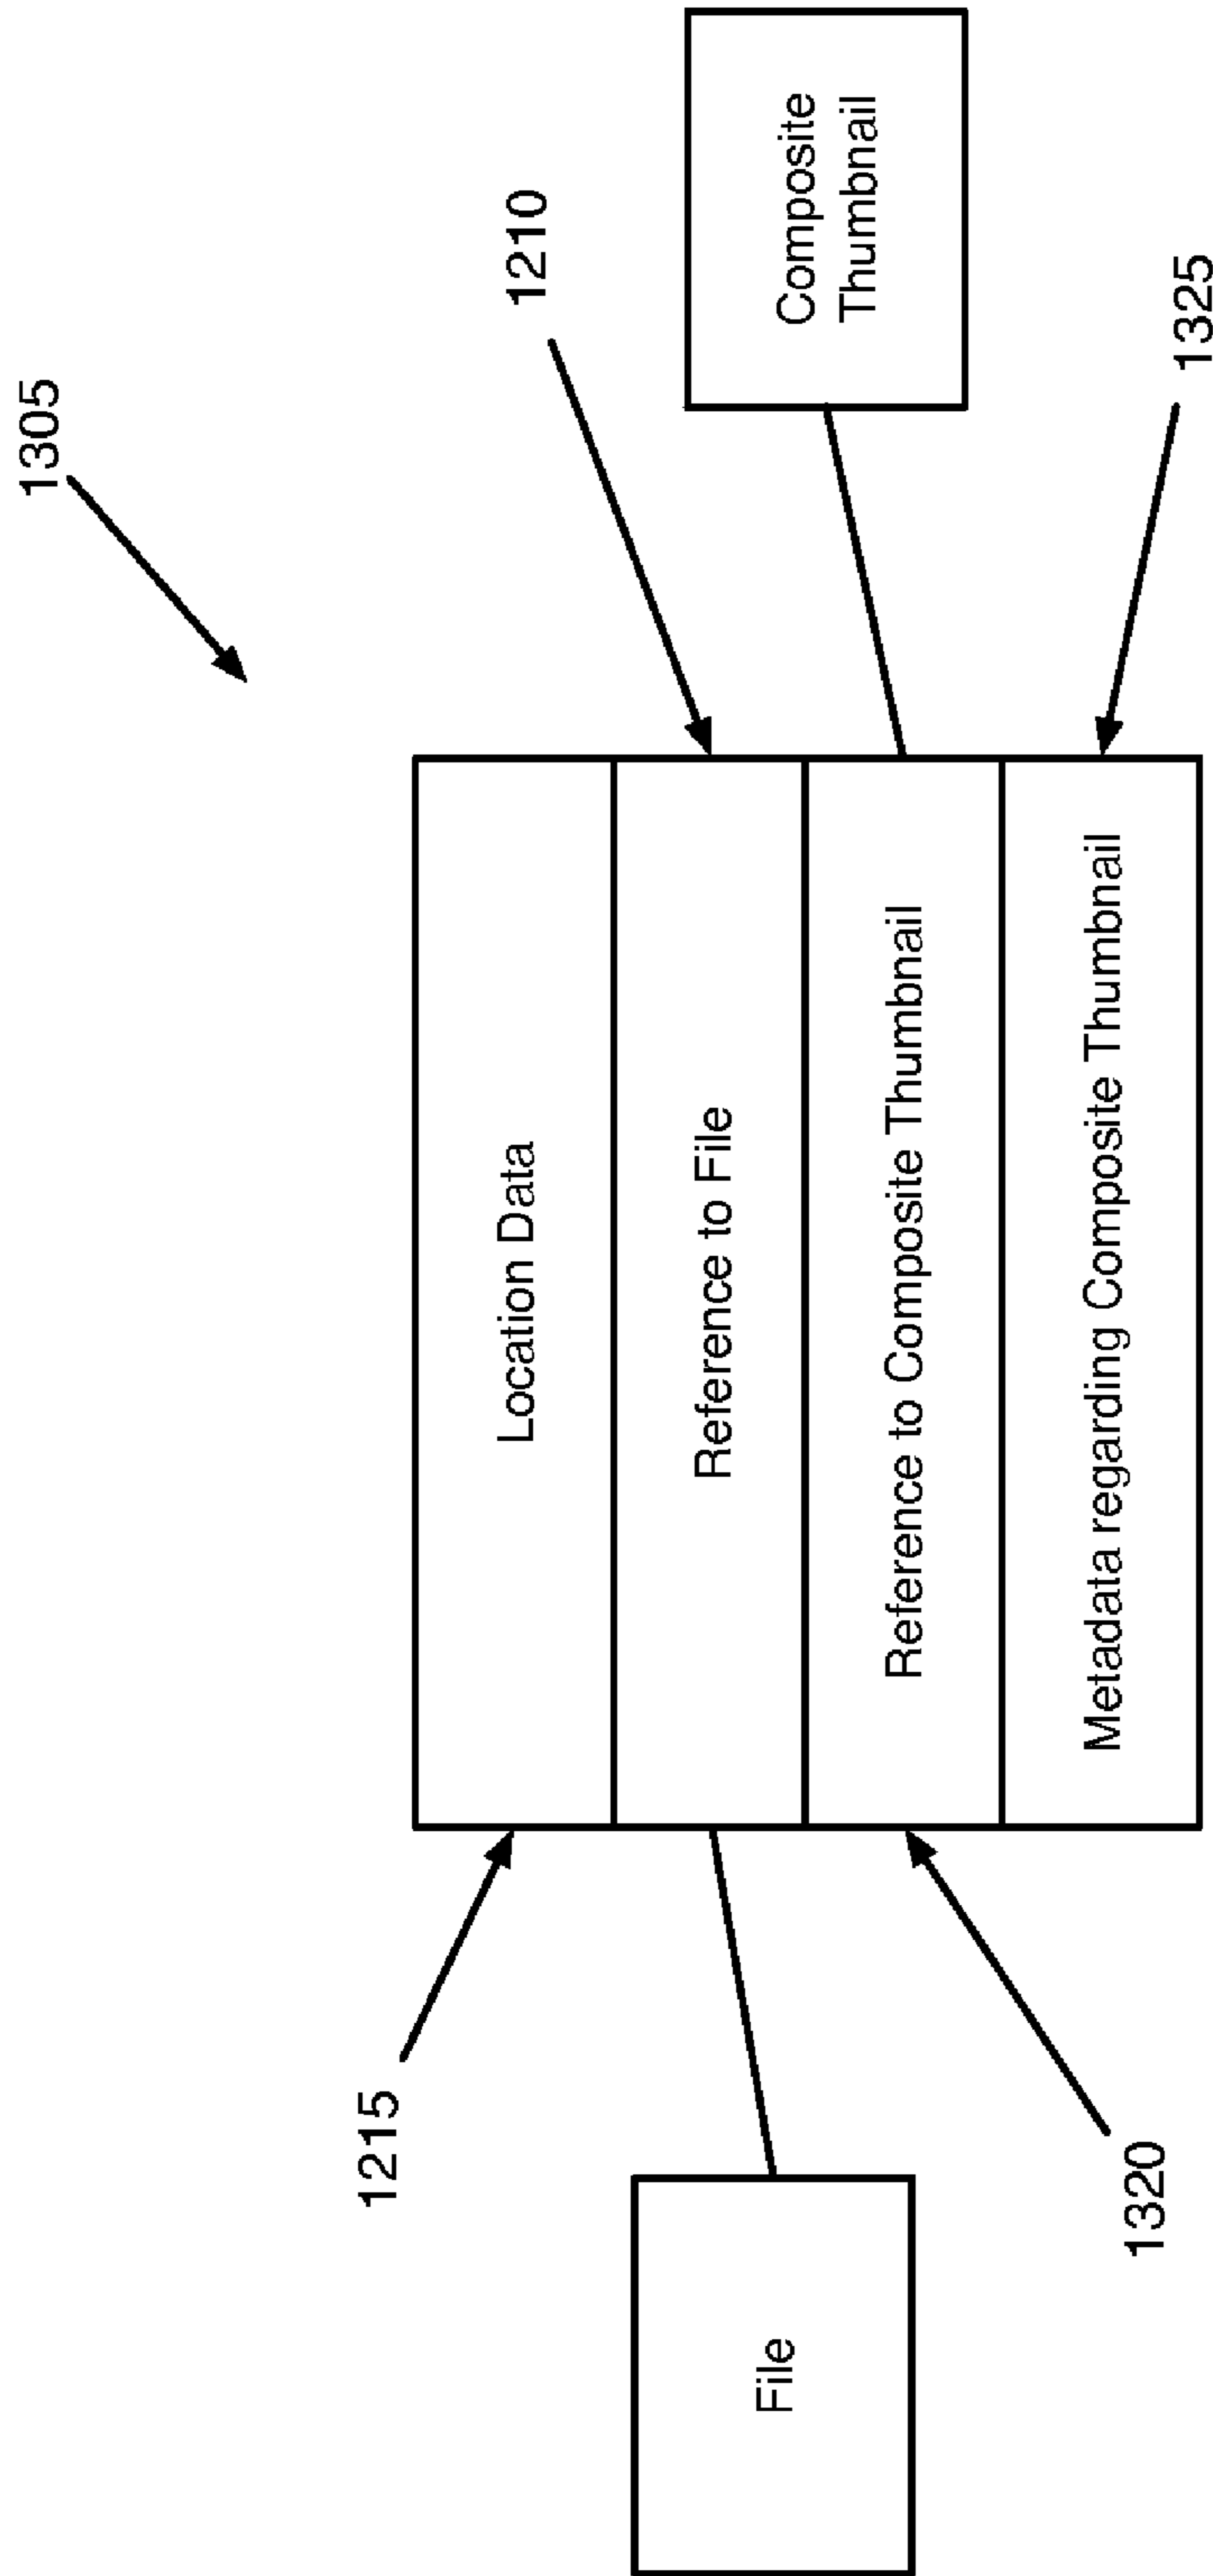 1305
1215
Location Data
1210
Reference to File
File
Reference to Composite Thumbnail
Composite
Thumbnail
1320
Metadata regarding Composite Thumbnail
1325